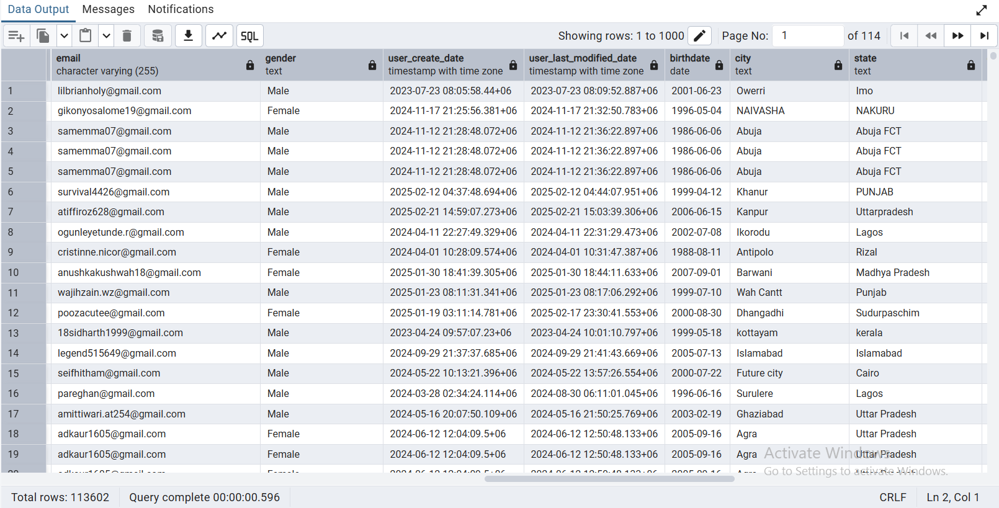 Data Output Messages Notifications
SQL Showing rows: 1 to 1000 Page No: 1 of 114
email gender user_create_date user_last_modified_date birthdate city state
character varying (255) text timestamp with time zone timestamp with time zone date text text
1 lilbrianholy@gmail.com Male 2023-07-23 08:05:58.44+06 2023-07-23 08:09:52.887+06 2001-06-23 Owerri Imo
2 gikonyosalome19@gmail.com Female 2024-11-17 21:25:56.381+06 2024-11-17 21:32:50.783+06 1996-05-04 NAIVASHA NAKURU
3 samemma07@gmail.com Male 2024-11-12 21:28:48.072+06 2024-11-12 21:36:22.897+06 1986-06-06 Abuja Abuja FCT
4 samemma07@gmail.com Male 2024-11-12 21:28:48.072+06 2024-11-12 21:36:22.897+06 1986-06-06 Abuja Abuja FCT
5 samemma07@gmail.com Male 2024-11-12 21:28:48.072+06 2024-11-12 21:36:22.897+06 1986-06-06 Abuja Abuja FCT
6 survival4426@gmail.com Male 2025-02-12 04:37:48.694+06 2025-02-12 04:44:07.951+06 1999-04-12 Khanur PUNJAB
7 atiffiroz628@gmail.com Male 2025-02-21 14:59:07.273+06 2025-02-21 15:03:39.306+06 2006-06-15 Kanpur Uttarpradesh
8 ogunleyetunde.r@gmail.com Male 2024-04-11 22:27:49.329+06 2024-04-11 22:31:29.473+06 2002-07-08 Ikorodu Lagos
9 cristinne.nicor@gmail.com Female 2024-04-01 10:28:09.574+06 2024-04-01 10:31:47.387+06 1988-08-11 Antipolo Rizal
10 anushkakushwah18@gmail.com Female 2025-01-30 18:41:39.305+06 2025-01-30 18:44:11.633+06 2007-09-01 Barwani Madhya Pradesh
11 wajihzain.wz@gmail.com Male 2025-01-23 08:11:31.341+06 2025-01-23 08:17:06.292+06 1999-07-10 Wah Cantt Punjab
12 poozacutee@gmail.com Female 2025-01-19 03:11:14.781+06 2025-02-17 23:30:41.553+06 2000-08-30 Dhangadhi Sudurpaschim
13 18sidharth1999@gmail.com Male 2023-04-24 09:57:07.23+06 2023-04-24 10:01:10.797+06 1999-05-18 kottayam kerala
14 legend515649@gmail.com Male 2024-09-29 21:37:37.685+06 2024-09-29 21:41:43.669+06 2005-07-13 Islamabad Islamabad
15 seifhitham@gmail.com Male 2024-05-22 10:13:21.396+06 2024-05-22 13:57:26.554+06 2000-07-22 Future city Cairo
16 pareghan@gmail.com Male 2024-03-28 02:34:24.114+06 2024-08-30 06:11:01.045+06 1996-06-16 Surulere Lagos
17 amittiwari.at254@gmail.com Male 2024-05-16 20:07:50.109+06 2024-05-16 21:50:25.769+06 2003-02-19 Ghaziabad Uttar Pradesh
18 adkaur1605@gmail.com Female 2024-06-12 12:04:09.5+06 2024-06-12 12:50:48.133+06 2005-09-16 Agra Uttar Pradesh
19 adkaur1605@gmail.com Female 2024-06-12 12:04:09.5+06 2024-06-12 12:50:48.133+06 2005-09-16 Agra Uttar Pradesh
Activate Windows
Go to Settings to activate Windows.
Total rows: 113602 Query complete 00:00:00.596 CRLF Ln 2, Col 1